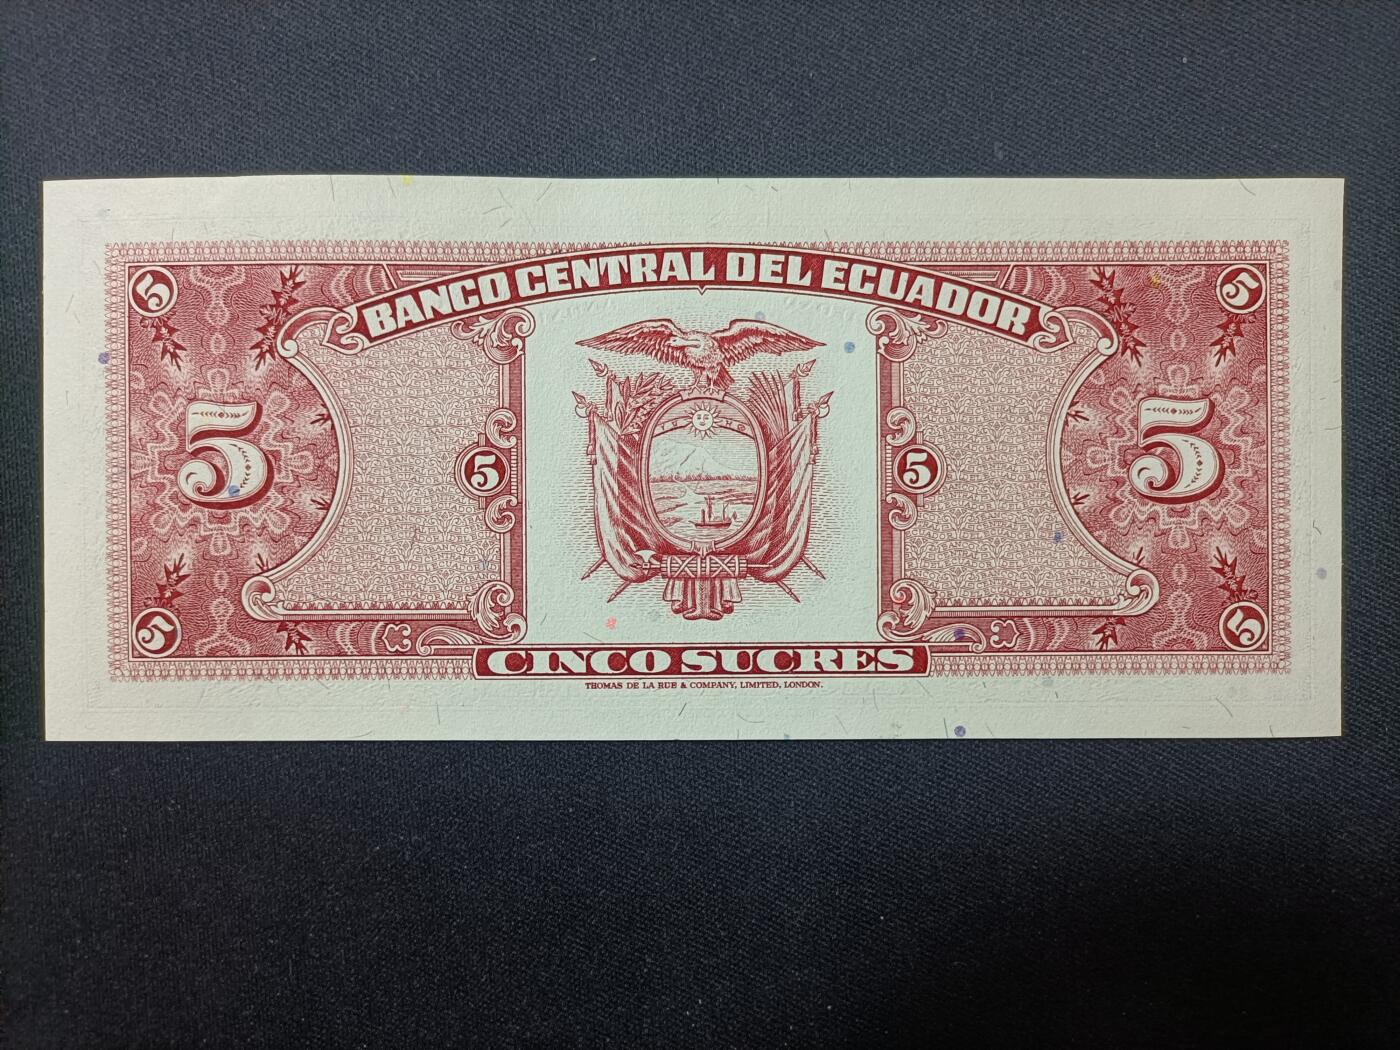 BANCO CENTRAL DEL ECUADOR
5 5
5 5
5 5
5 5
CINCO SUCRES
THOMAS DE LA RUE & COMPANY, LIMITED, LONDON.